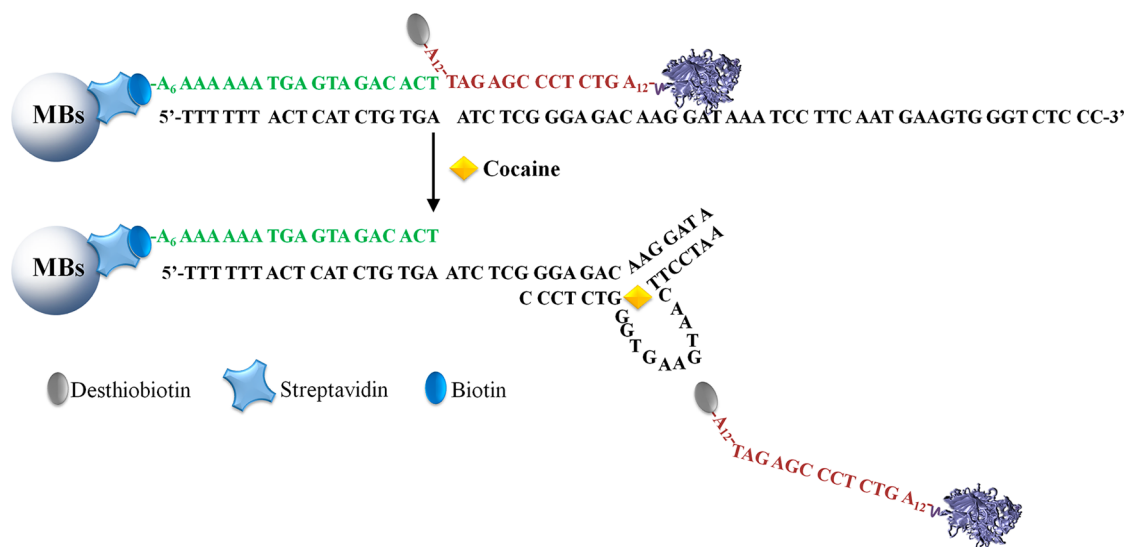 -A12-
MBs
-A6 AAA AAA TGA GTA GAC ACT TAG AGC CCT CTG A12-
5’-TTT TTT ACT CAT CTG TGA ATC TCG GGA GAC AAG GAT AAA TCC TTC AAT GAAGTG GGT CTC CC-3’
Cocaine
MBs
-A6 AAA AAA TGA GTA GAC ACT
5’-TTT TTT ACT CAT CTG TGA ATC TCG GGA GAC AAG GAT A
C CCCT CTG GGTGAAGTAAC TTCCTAA
Desthiobiotin
Streptavidin
Biotin
-A12-
TAG AGC CCT CTG A12-